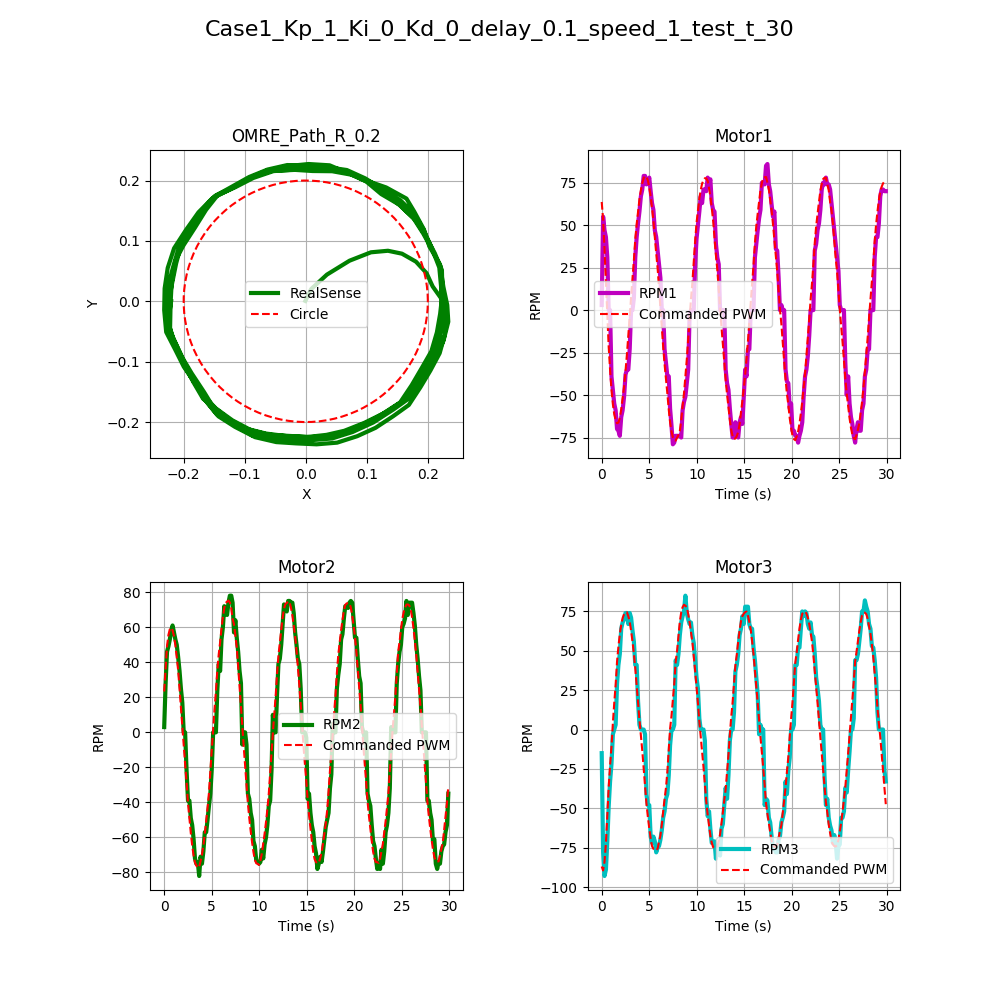 Case1_Kp_1_Ki_0_Kd_0_delay_0.1_speed_1_test_t_30
OMRE_Path_R_0.2
0.2
0.1
0.0
−0.1
−0.2
Y
RealSense
Circle
−0.2 −0.1 0.0 0.1 0.2
X
Motor1
75
50
25
0
−25
−50
−75
RPM
RPM1
Commanded PWM
0 5 10 15 20 25 30
Time (s)
Motor2
80
60
40
20
0
−20
−40
−60
−80
RPM
RPM2
Commanded PWM
0 5 10 15 20 25 30
Time (s)
Motor3
75
50
25
0
−25
−50
−75
−100
RPM
RPM3
Commanded PWM
0 5 10 15 20 25 30
Time (s)